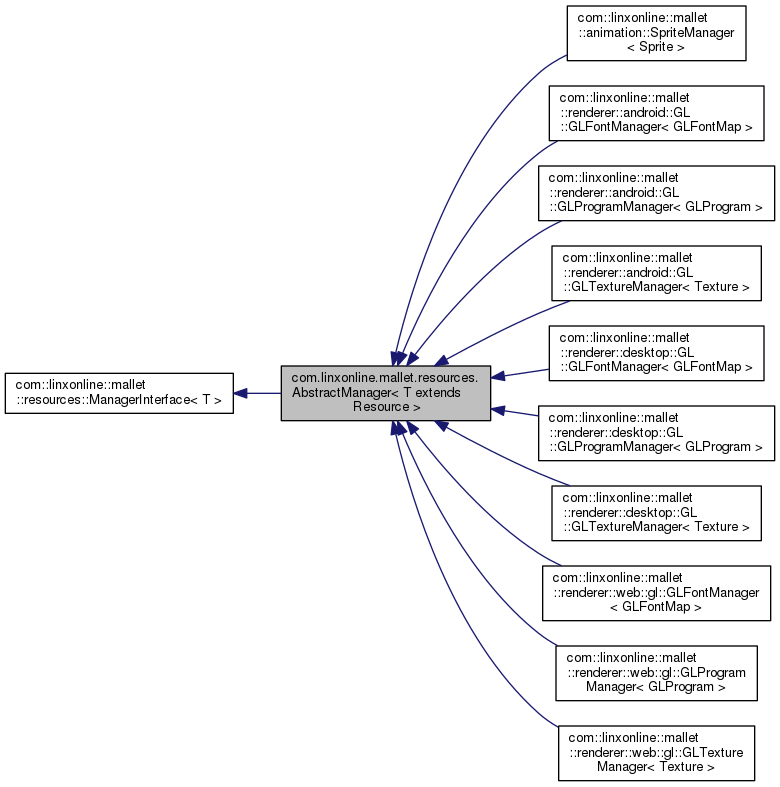 com::linxonline::mallet
::animation::SpriteManager
< Sprite >
com::linxonline::mallet
::renderer::android::GL
::GLFontManager< GLFontMap >
com::linxonline::mallet
::renderer::android::GL
::GLProgramManager< GLProgram >
com::linxonline::mallet
::renderer::android::GL
::GLTextureManager< Texture >
com::linxonline::mallet
::renderer::desktop::GL
::GLFontManager< GLFontMap >
com::linxonline::mallet
::resources::ManagerInterface< T >
com.linxonline.mallet.resources.
AbstractManager< T extends
Resource >
com::linxonline::mallet
::renderer::desktop::GL
::GLProgramManager< GLProgram >
com::linxonline::mallet
::renderer::desktop::GL
::GLTextureManager< Texture >
com::linxonline::mallet
::renderer::web::gl::GLFontManager
< GLFontMap >
com::linxonline::mallet
::renderer::web::gl::GLProgram
Manager< GLProgram >
com::linxonline::mallet
::renderer::web::gl::GLTexture
Manager< Texture >